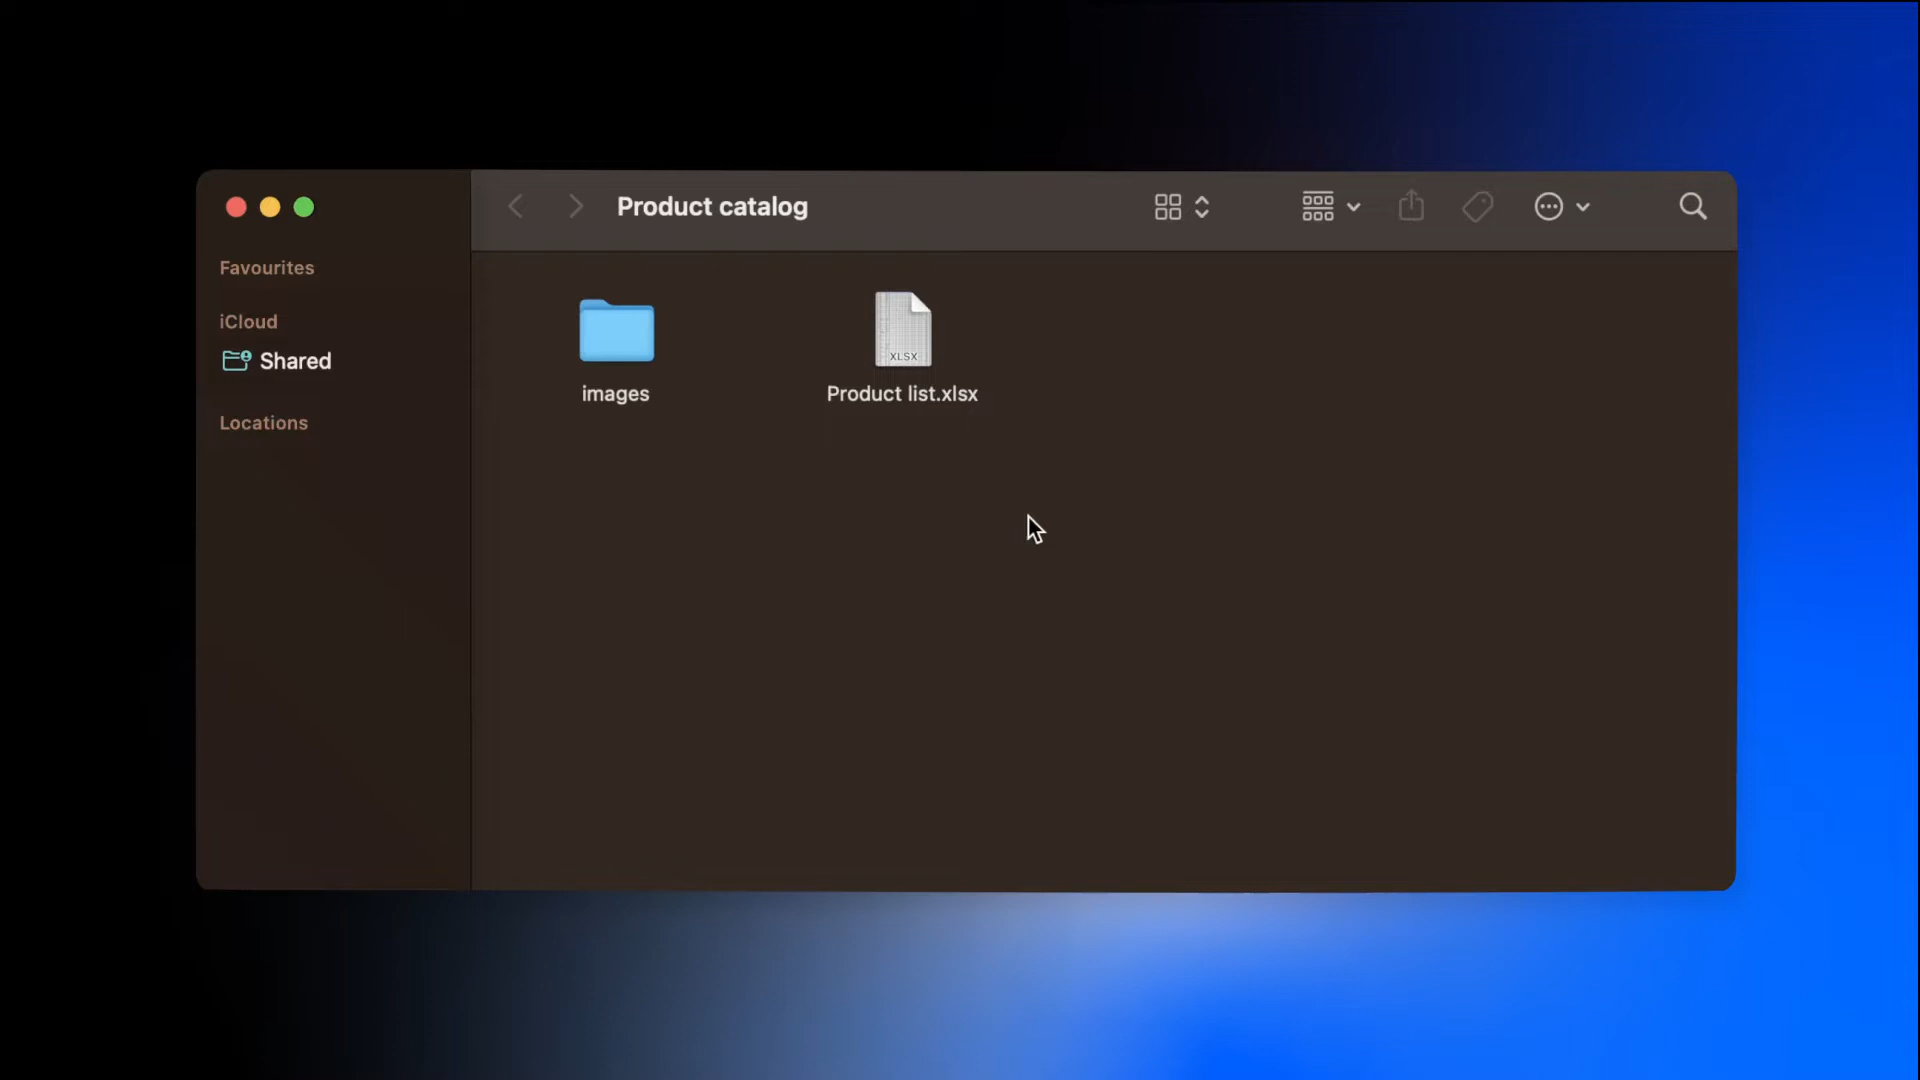 Product catalog
Favourites
iCloud
Shared
Locations
XLSX
images
Product list.xlsx